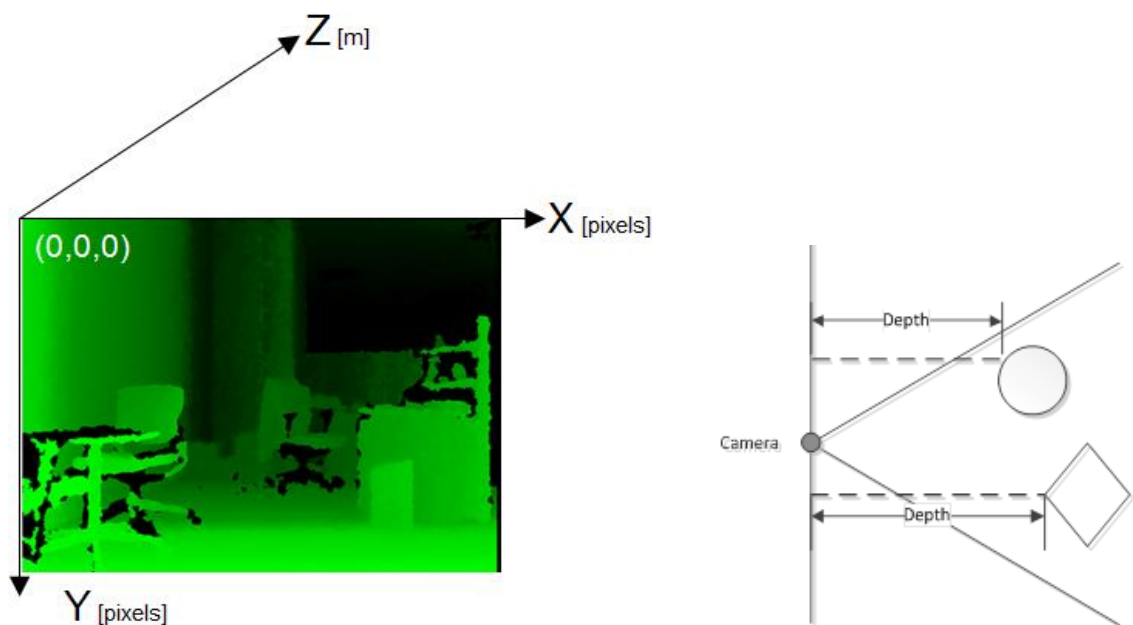 Z [m]
X [pixels]
(0,0,0)
Y [pixels]
Depth
Camera
Depth